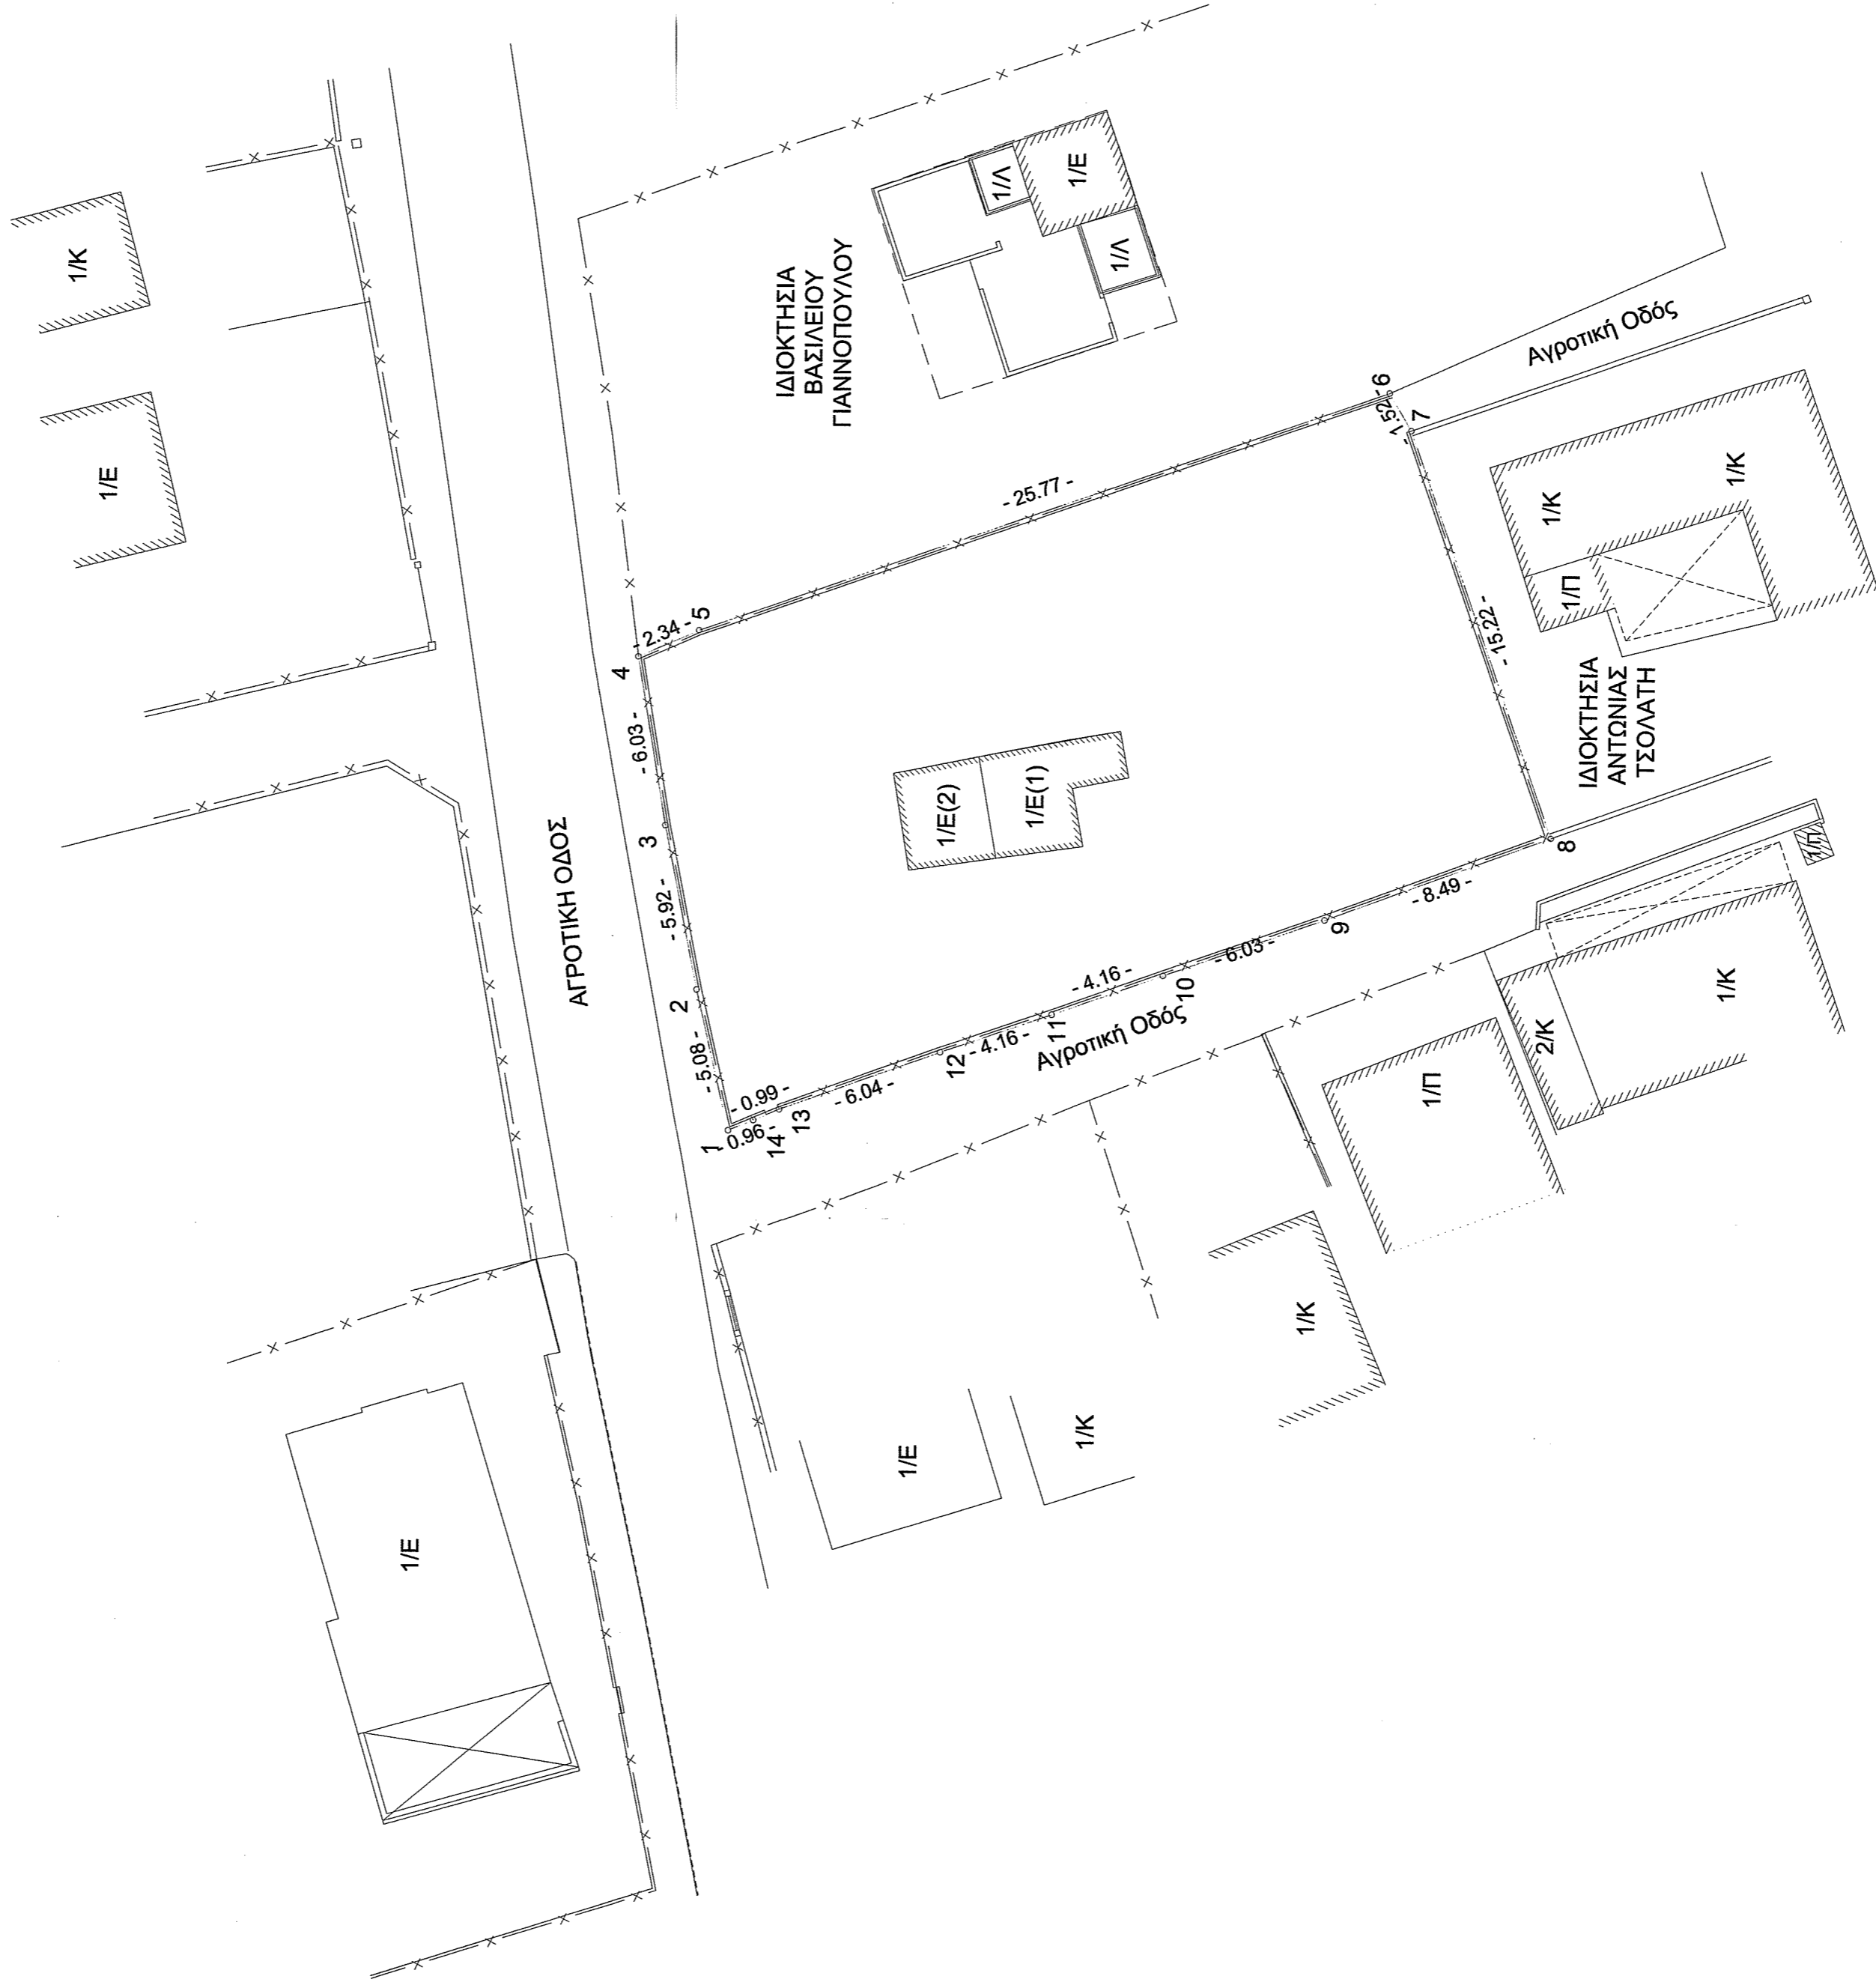 1/Κ
1/Ε
ΑΓΡΟΤΙΚΗ ΟΔΟΣ
ΙΔΙΟΚΤΗΣΙΑ
ΒΑΣΙΛΕΙΟΥ
ΓΙΑΝΝΟΠΟΥΛΟΥ
1/Λ
1/Ε
1/Λ
4
- 2.34 -
5
- 6.03 -
3
- 5.92 -
2
- 5.08 -
1
- 0.96 -
14
- 0.99 -
13
- 6.04 -
12
- 4.16 -
11
- 4.16 -
10
- 6.03 -
9
- 8.49 -
8
- 15.22 -
7
- 1.52 -
6
- 25.77 -
1/Ε(2)
1/Ε(1)
Αγροτική Οδός
Αγροτική Οδός
ΙΔΙΟΚΤΗΣΙΑ
ΑΝΤΩΝΙΑΣ
ΤΣΟΛΑΤΗ
1/Κ
1/Κ
1/Π
1/Π
2/Κ
1/Κ
1/Π
1/Κ
1/Κ
1/Ε
1/Ε